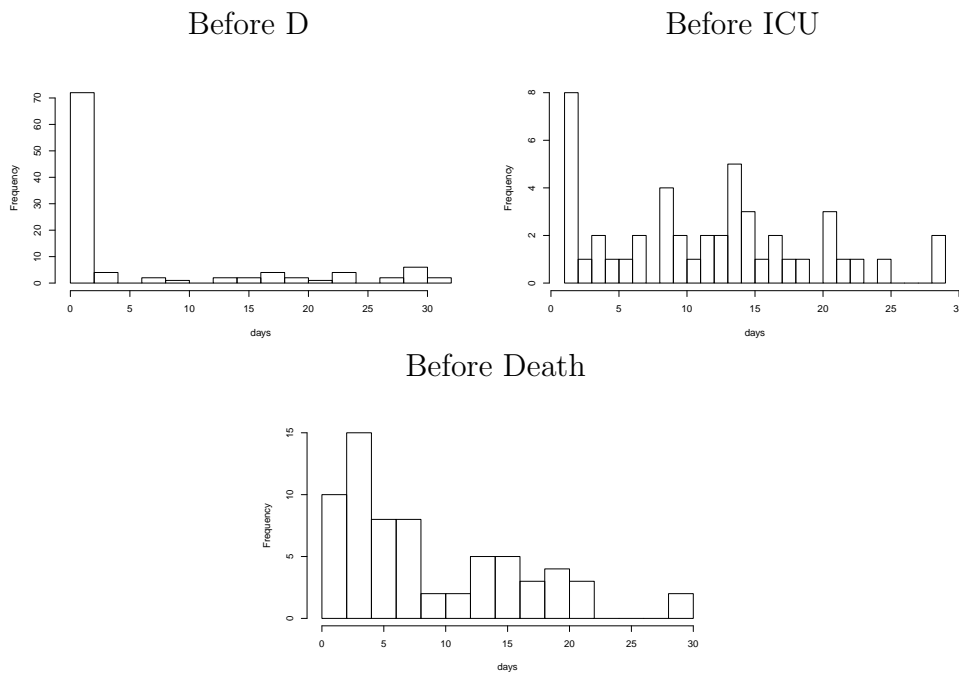 Before D
Before ICU
Frequency
0 10 20 30 40 50 60 70
0 5 10 15 20 25 30
days
Frequency
0 2 4 6 8
0 5 10 15 20 25
days
Before Death
Frequency
0 5 10 15
0 5 10 15 20 25 30
days